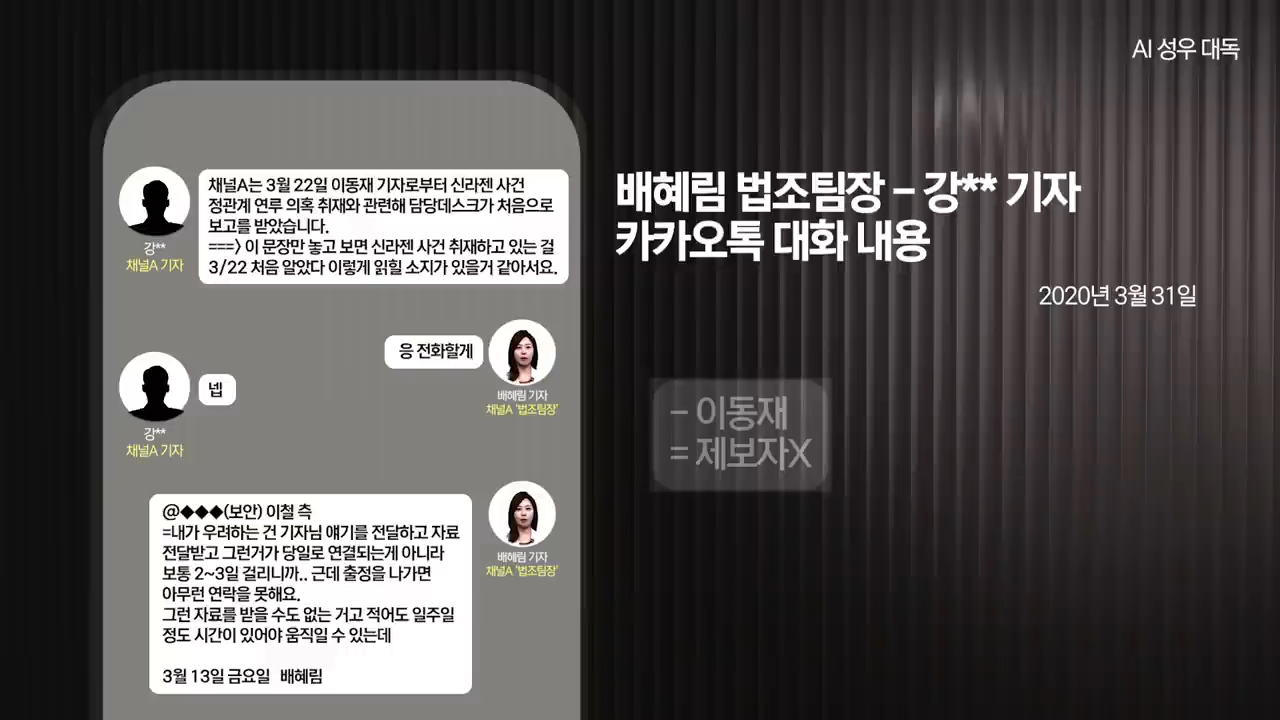 AI 성우 대독
채널A는 3월 22일 이동재 기자로부터 신라젠 사건
정관계 연루 의혹 취재와 관련해 담당데스크가 처음으로
보고를 받았습니다.
===> 이 문장만 놓고 보면 신라젠 사건 취재하고 있는 걸
3/22 처음 알았다 이렇게 읽힐 소지가 있을거 같아서요.
강**
채널A 기자
응 전화할게
배혜림 기자
채널A '법조팀장'
넵
강**
채널A 기자
@◆◆◆(보안) 이철 측
=내가 우려하는 건 기자님 얘기를 전달하고 자료
전달받고 그런거가 당일로 연결되는게 아니라
보통 2~3일 걸리니까.. 근데 출정을 나가면
아무런 연락을 못해요.
그런 자료를 받을 수도 없는 거고 적어도 일주일
정도 시간이 있어야 움직일 수 있는데
3월 13일 금요일 배혜림
배혜림 기자
채널A '법조팀장'
배혜림 법조팀장 – 강** 기자
카카오톡 대화 내용
2020년 3월 31일
– 이동재
= 제보자X